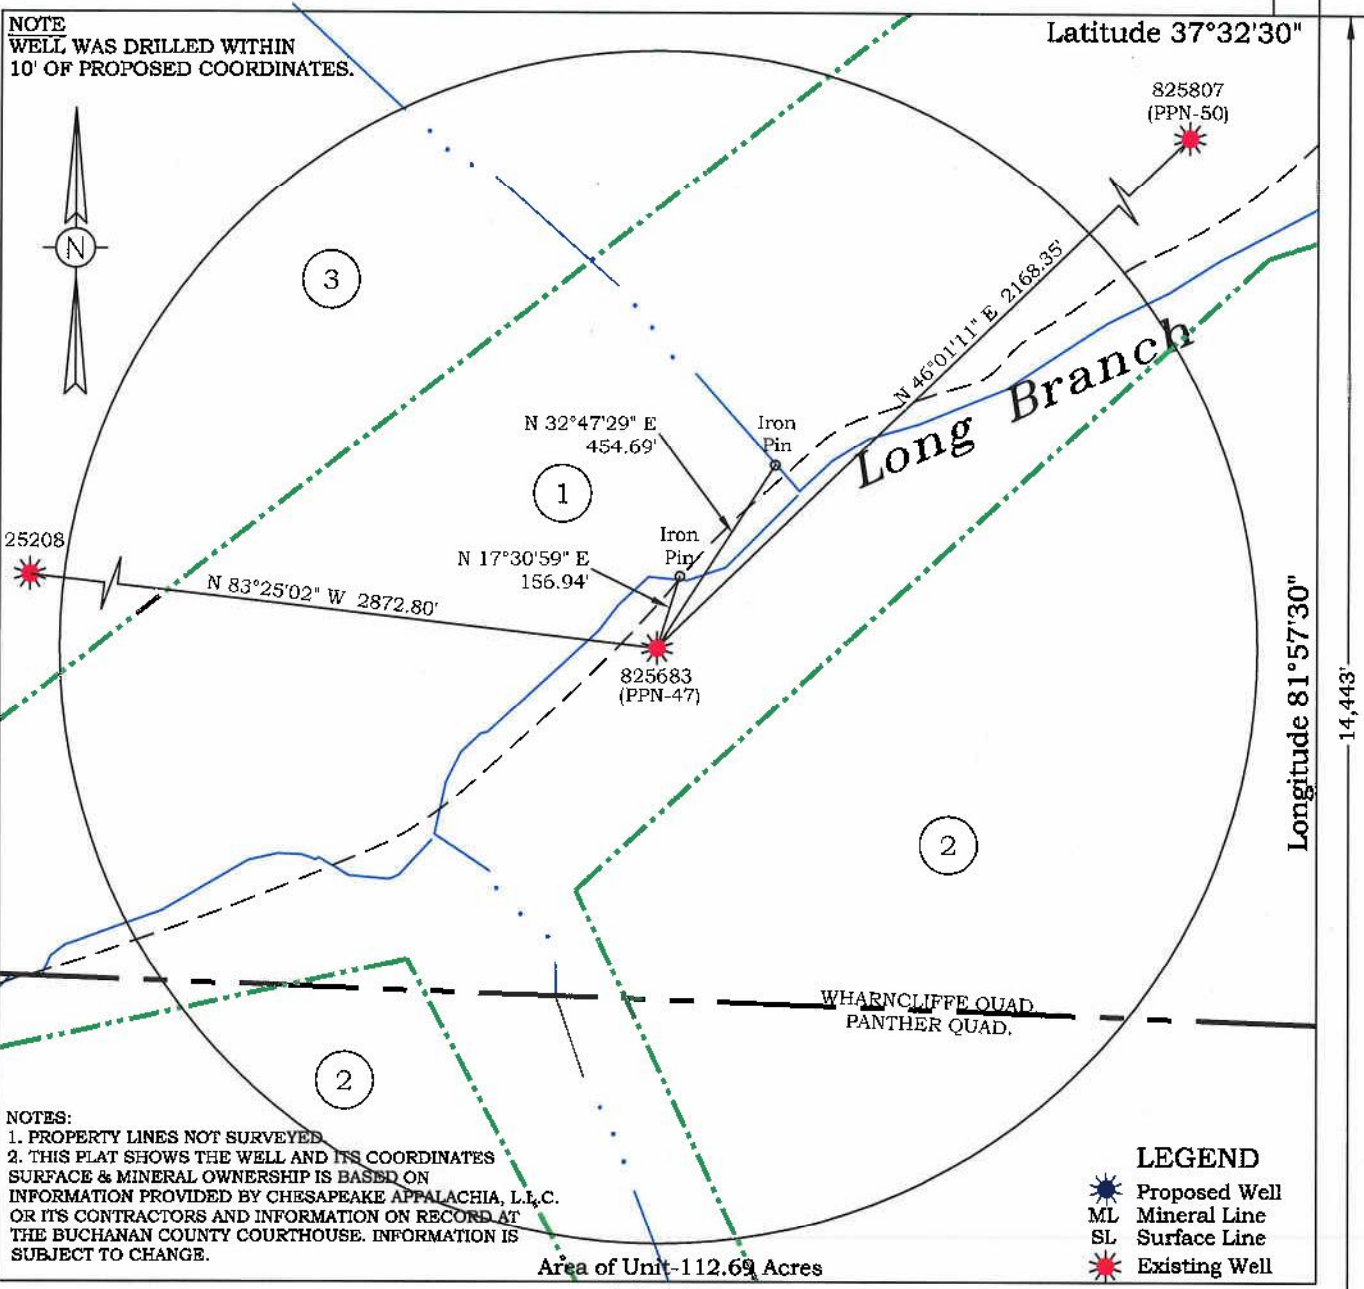 NOTE
WELL WAS DRILLED WITHIN
10' OF PROPOSED COORDINATES.
Latitude 37°32'30"
825807
(PPN-50)
N
3
N 46°01'11" E 2168.35'
Long Branch
N 32°47'29" E
454.69'
Iron
Pin
1
25208
Iron
Pin
N 17°30'59" E
156.94'
N 83°25'02" W 2872.80'
825683
(PPN-47)
Longitude 81°57'30"
14,443'
2
WHARNCLIFFE QUAD.
PANTHER QUAD.
2
NOTES:
1. PROPERTY LINES NOT SURVEYED
2. THIS PLAT SHOWS THE WELL AND ITS COORDINATES
SURFACE & MINERAL OWNERSHIP IS BASED ON
INFORMATION PROVIDED BY CHESAPEAKE APPALACHIA, L.L.C.
OR ITS CONTRACTORS AND INFORMATION ON RECORD AT
THE BUCHANAN COUNTY COURTHOUSE. INFORMATION IS
SUBJECT TO CHANGE.
Area of Unit-112.69 Acres
LEGEND
Proposed Well
ML Mineral Line
SL Surface Line
Existing Well